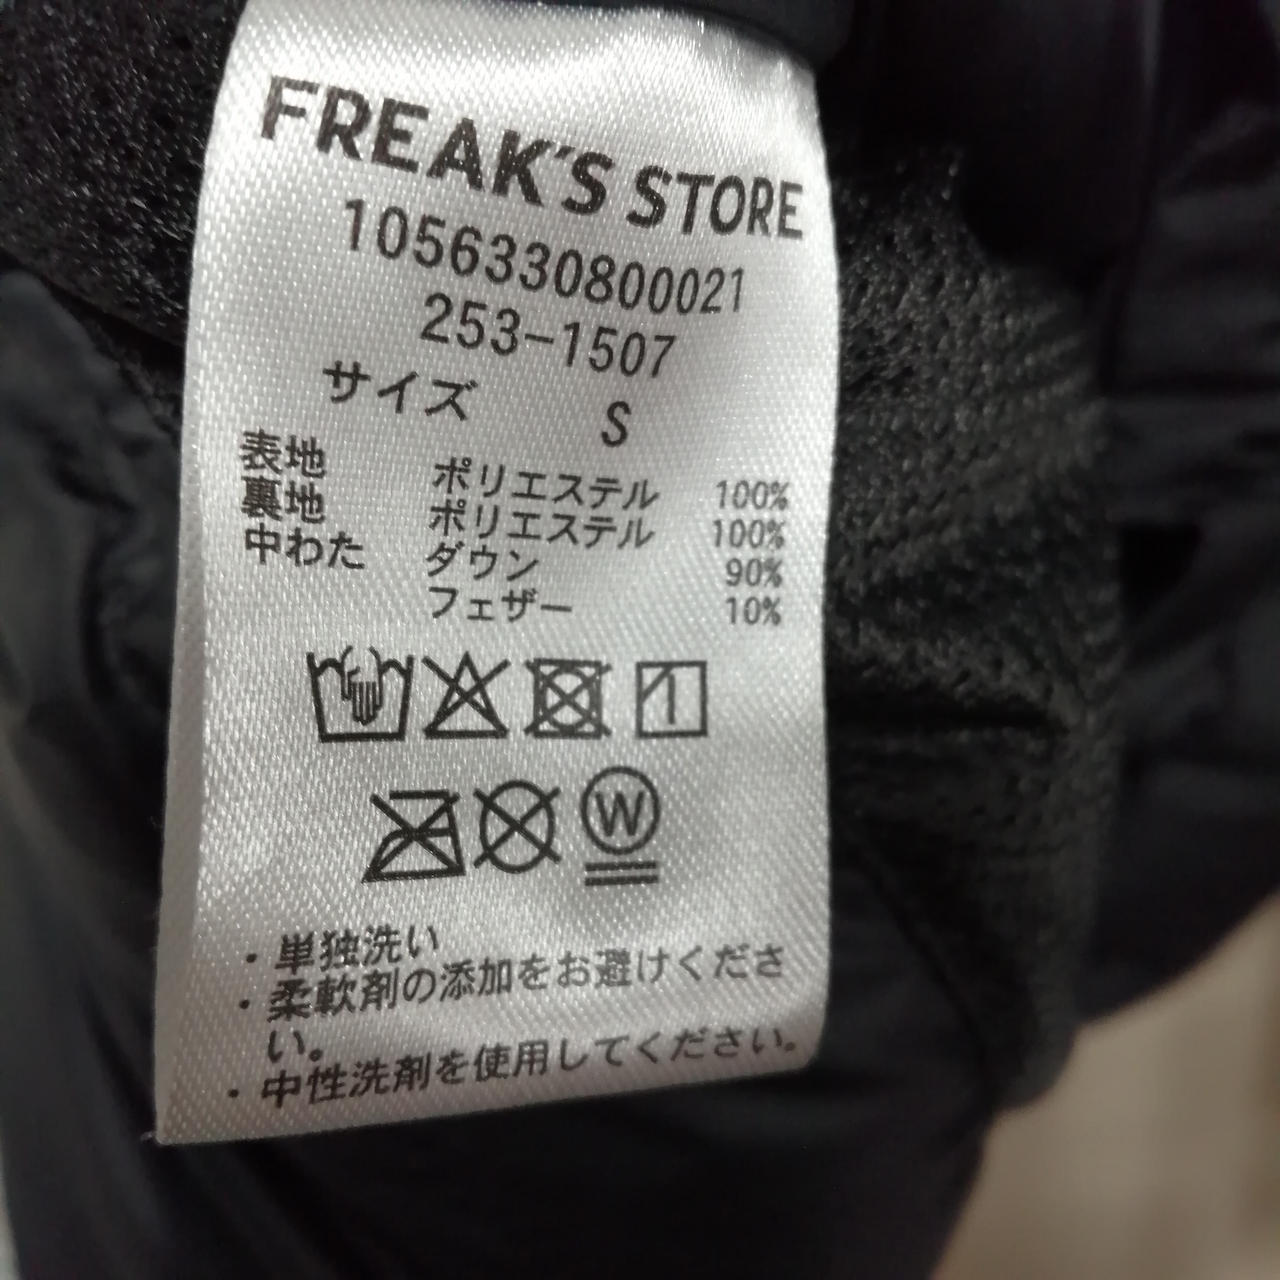 FREAK'S STORE
1056330800021
253-1507
サイズ S
表地 ポリエステル 100%
裏地 ポリエステル 100%
中わた ダウン 90%
フェザー 10%
W
・単独洗い
・柔軟剤の添加をお避けくださ
い。
・中性洗剤を使用してください。